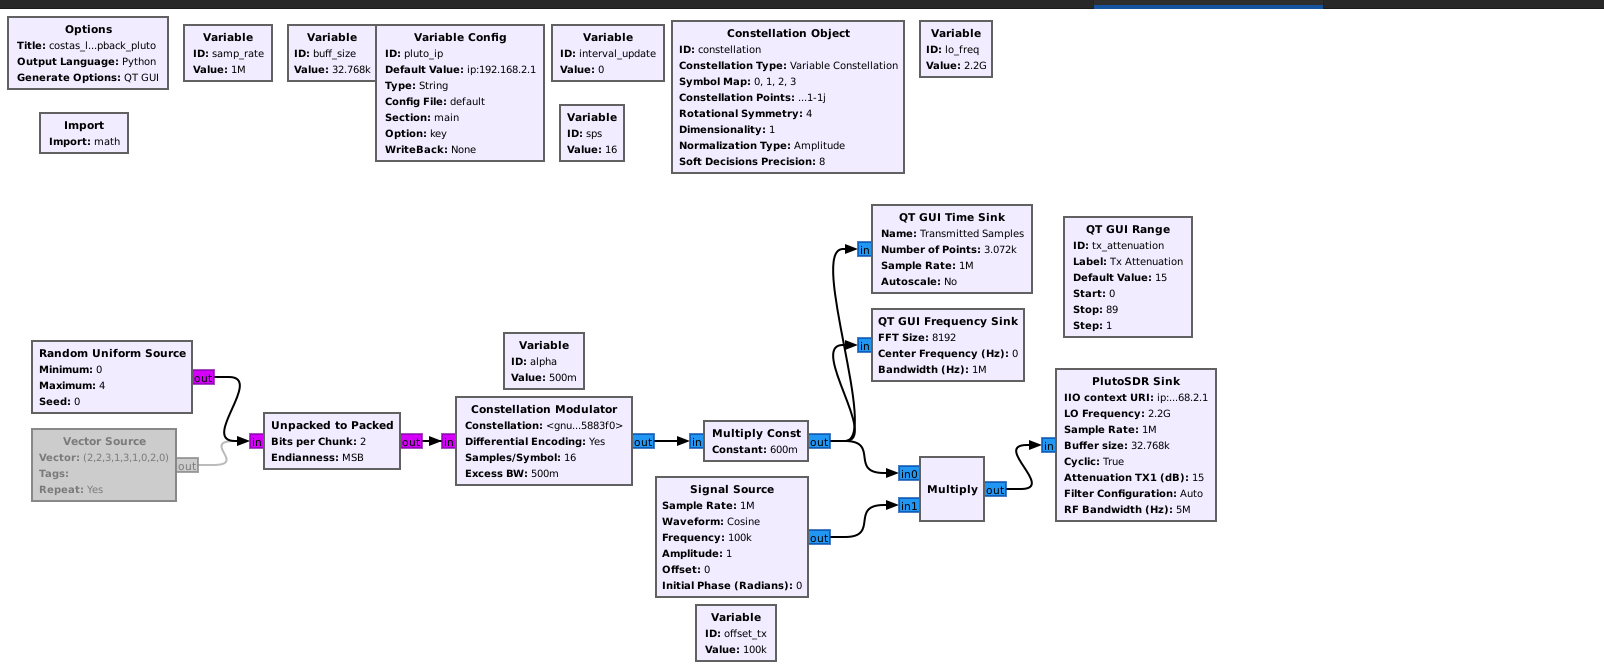 Options
Title: costas_l...pback_pluto
Output Language: Python
Generate Options: QT GUI
Variable
ID: samp_rate
Value: 1M
Variable
ID: buff_size
Value: 32.768k
Variable Config
ID: pluto_ip
Default Value: ip:192.168.2.1
Type: String
Config File: default
Section: main
Option: key
WriteBack: None
Variable
ID: interval_update
Value: 0
Constellation Object
ID: constellation
Constellation Type: Variable Constellation
Symbol Map: 0, 1, 2, 3
Constellation Points: ...1-1j
Rotational Symmetry: 4
Dimensionality: 1
Normalization Type: Amplitude
Soft Decisions Precision: 8
Variable
ID: lo_freq
Value: 2.2G
Import
Import: math
Variable
ID: sps
Value: 16
QT GUI Time Sink
Name: Transmitted Samples
Number of Points: 3.072k
Sample Rate: 1M
Autoscale: No
in
QT GUI Range
ID: tx_attenuation
Label: Tx Attenuation
Default Value: 15
Start: 0
Stop: 89
Step: 1
QT GUI Frequency Sink
FFT Size: 8192
Center Frequency (Hz): 0
Bandwidth (Hz): 1M
in
Random Uniform Source
Minimum: 0
Maximum: 4
Seed: 0
out
Variable
ID: alpha
Value: 500m
Vector Source
Vector: (2,2,3,1,3,1,0,2,0)
Tags:
Repeat: Yes
out
in
Unpacked to Packed
Bits per Chunk: 2
Endianness: MSB
out
in
Constellation Modulator
Constellation: <gnu...5883f0>
Differential Encoding: Yes
Samples/Symbol: 16
Excess BW: 500m
out
in
Multiply Const
Constant: 600m
out
Signal Source
Sample Rate: 1M
Waveform: Cosine
Frequency: 100k
Amplitude: 1
Offset: 0
Initial Phase (Radians): 0
out
in0
in1
Multiply
out
in
PlutoSDR Sink
IIO context URI: ip:...68.2.1
LO Frequency: 2.2G
Sample Rate: 1M
Buffer size: 32.768k
Cyclic: True
Attenuation TX1 (dB): 15
Filter Configuration: Auto
RF Bandwidth (Hz): 5M
Variable
ID: offset_tx
Value: 100k